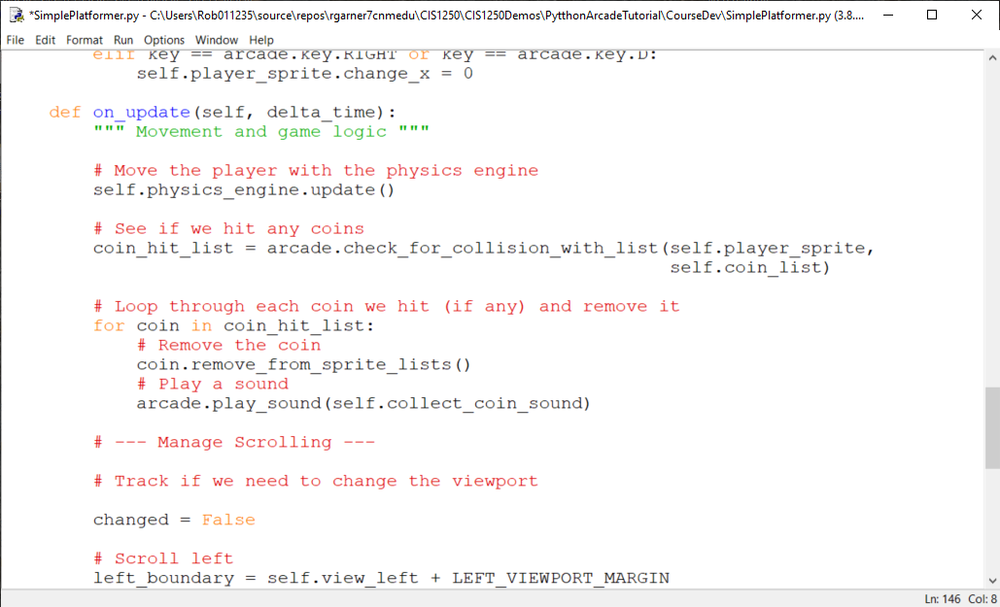 *SimplePlatformer.py - C:\Users\Rob011235\source\repos\rgarner7cnmedu\CIS1250\CIS1250Demos\PytthonArcadeTutorial\CourseDev\SimplePlatformer.py (3.8....
File Edit Format Run Options Window Help
elif key == arcade.key.RIGHT or key == arcade.key.D:
self.player_sprite.change_x = 0
def on_update(self, delta_time):
""" Movement and game logic """
# Move the player with the physics engine
self.physics_engine.update()
# See if we hit any coins
coin_hit_list = arcade.check_for_collision_with_list(self.player_sprite,
self.coin_list)
# Loop through each coin we hit (if any) and remove it
for coin in coin_hit_list:
# Remove the coin
coin.remove_from_sprite_lists()
# Play a sound
arcade.play_sound(self.collect_coin_sound)
# --- Manage Scrolling ---
# Track if we need to change the viewport
changed = False
# Scroll left
left_boundary = self.view_left + LEFT_VIEWPORT_MARGIN
Ln: 146 Col: 8